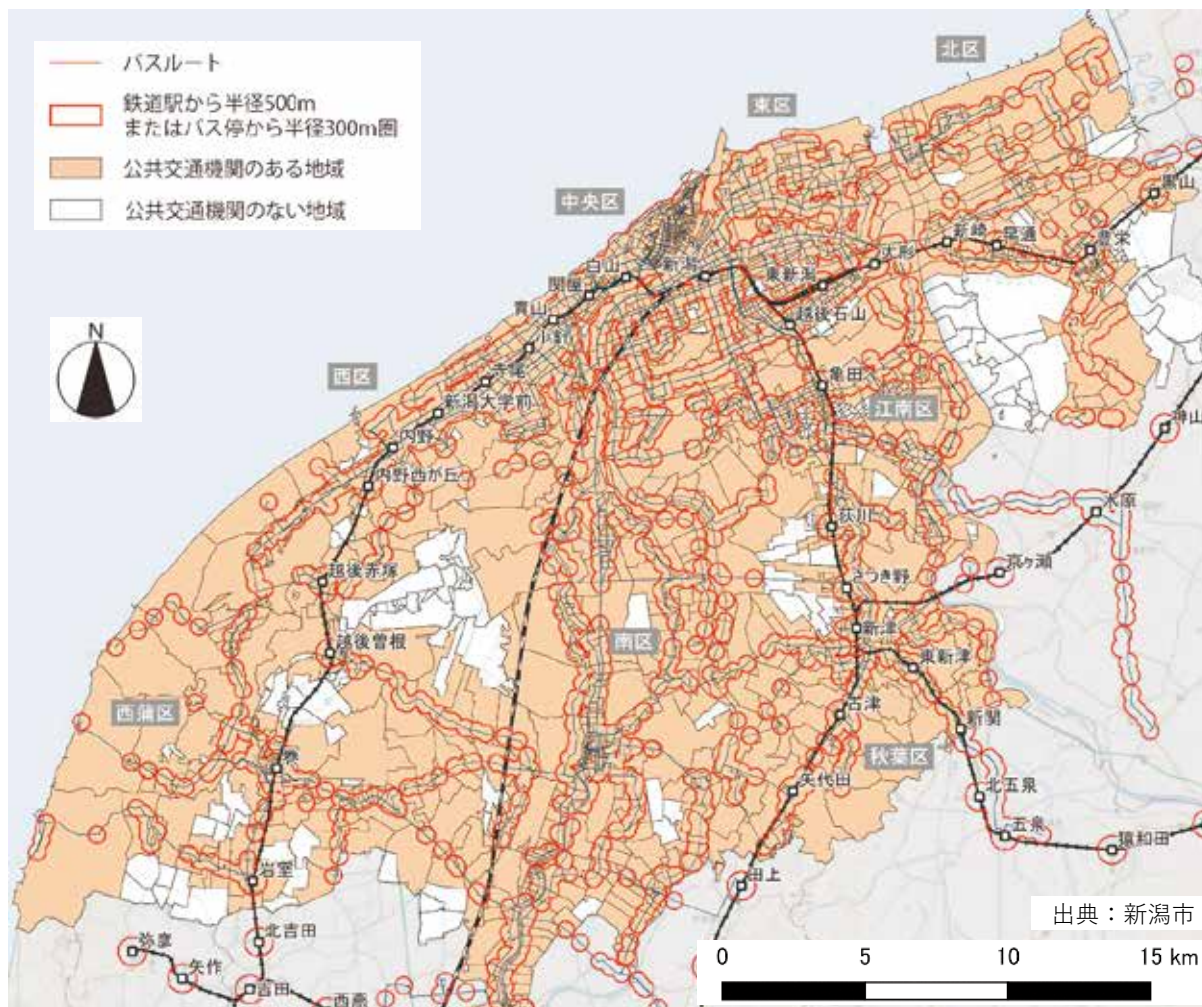 バスルート
鉄道駅から半径500m
またはバス停から半径300m圏
公共交通機関のある地域
公共交通機関のない地域
N
北区
東区
中央区
西区
江南区
南区
西蒲区
秋葉区
黒山
豊栄
早通
新崎
大形
東新潟
新潟
白山
関屋
青山
小針
寺尾
新潟大学前
内野
内野西が丘
越後石山
亀田
荻川
さつき野
新津
東新津
新関
北五泉
五泉
猿和田
京ヶ瀬
水原
神山
古津
矢代田
田上
越後赤塚
越後曽根
巻
岩室
北吉田
吉田
西燕
弥彦
矢作
出典：新潟市
0 5 10 15 km